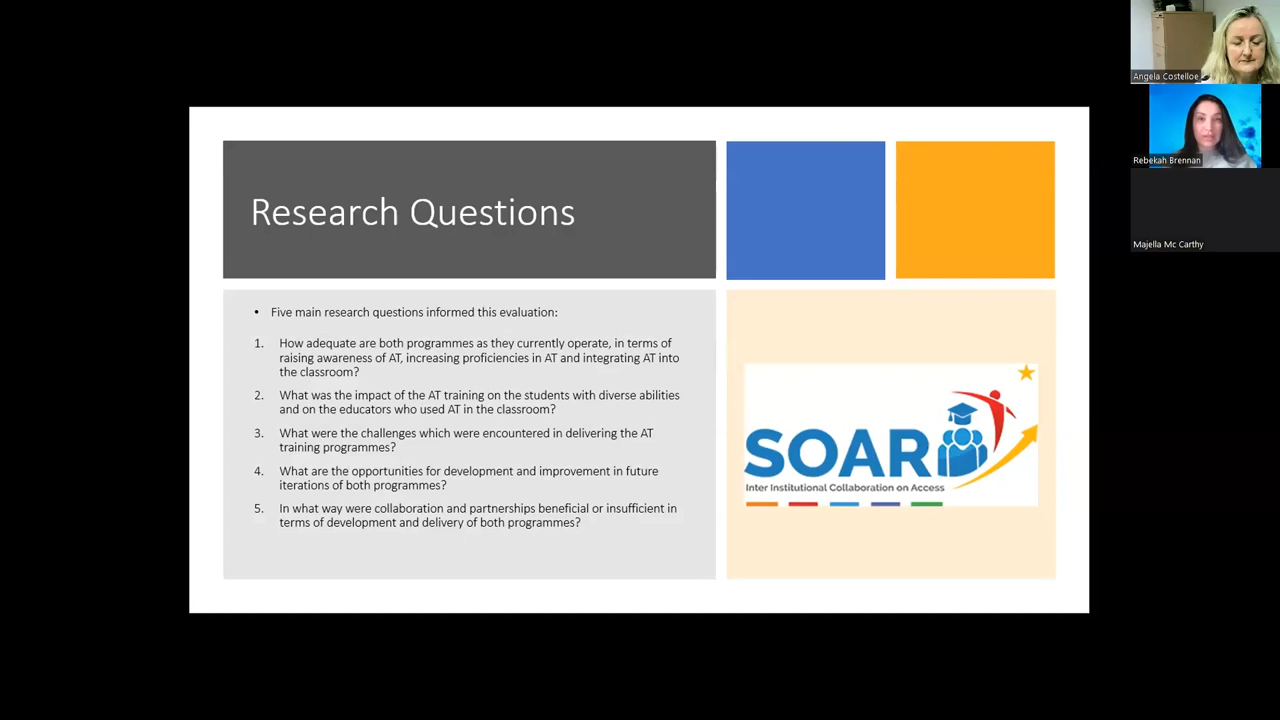 Research Questions
• Five main research questions informed this evaluation:
1. How adequate are both programmes as they currently operate, in terms of
raising awareness of AT, increasing proficiencies in AT and integrating AT into
the classroom?
2. What was the impact of the AT training on the students with diverse abilities
and on the educators who used AT in the classroom?
3. What were the challenges which were encountered in delivering the AT
training programmes?
4. What are the opportunities for development and improvement in future
iterations of both programmes?
5. In what way were collaboration and partnerships beneficial or insufficient in
terms of development and delivery of both programmes?
SOAR
Inter Institutional Collaboration on Access
Angela Costelloe
Rebekah Brennan
Majella Mc Carthy